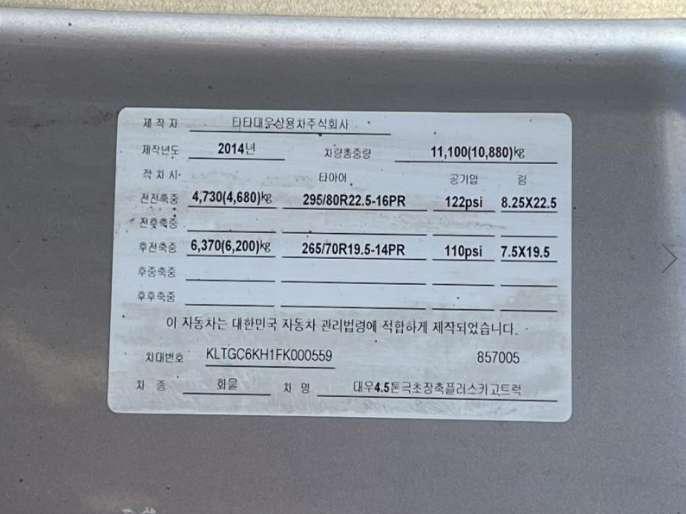 제 작 자 타타대우상용차주식회사
제작년도 2014년 차량총중량 11,100(10,880)kg
적 차 시 타이어 공기압 림
전전축중 4,730(4,680)kg 295/80R22.5-16PR 122psi 8.25X22.5
전후축중
후전축중 6,370(6,200)kg 265/70R19.5-14PR 110psi 7.5X19.5
후중축중
후후축중
이 자동차는 대한민국 자동차 관리법령에 적합하게 제작되었습니다.
차대번호 KLTGC6KH1FK000559 857005
차 종 화물 차 명 대우4.5톤극초장축플러스카고트럭